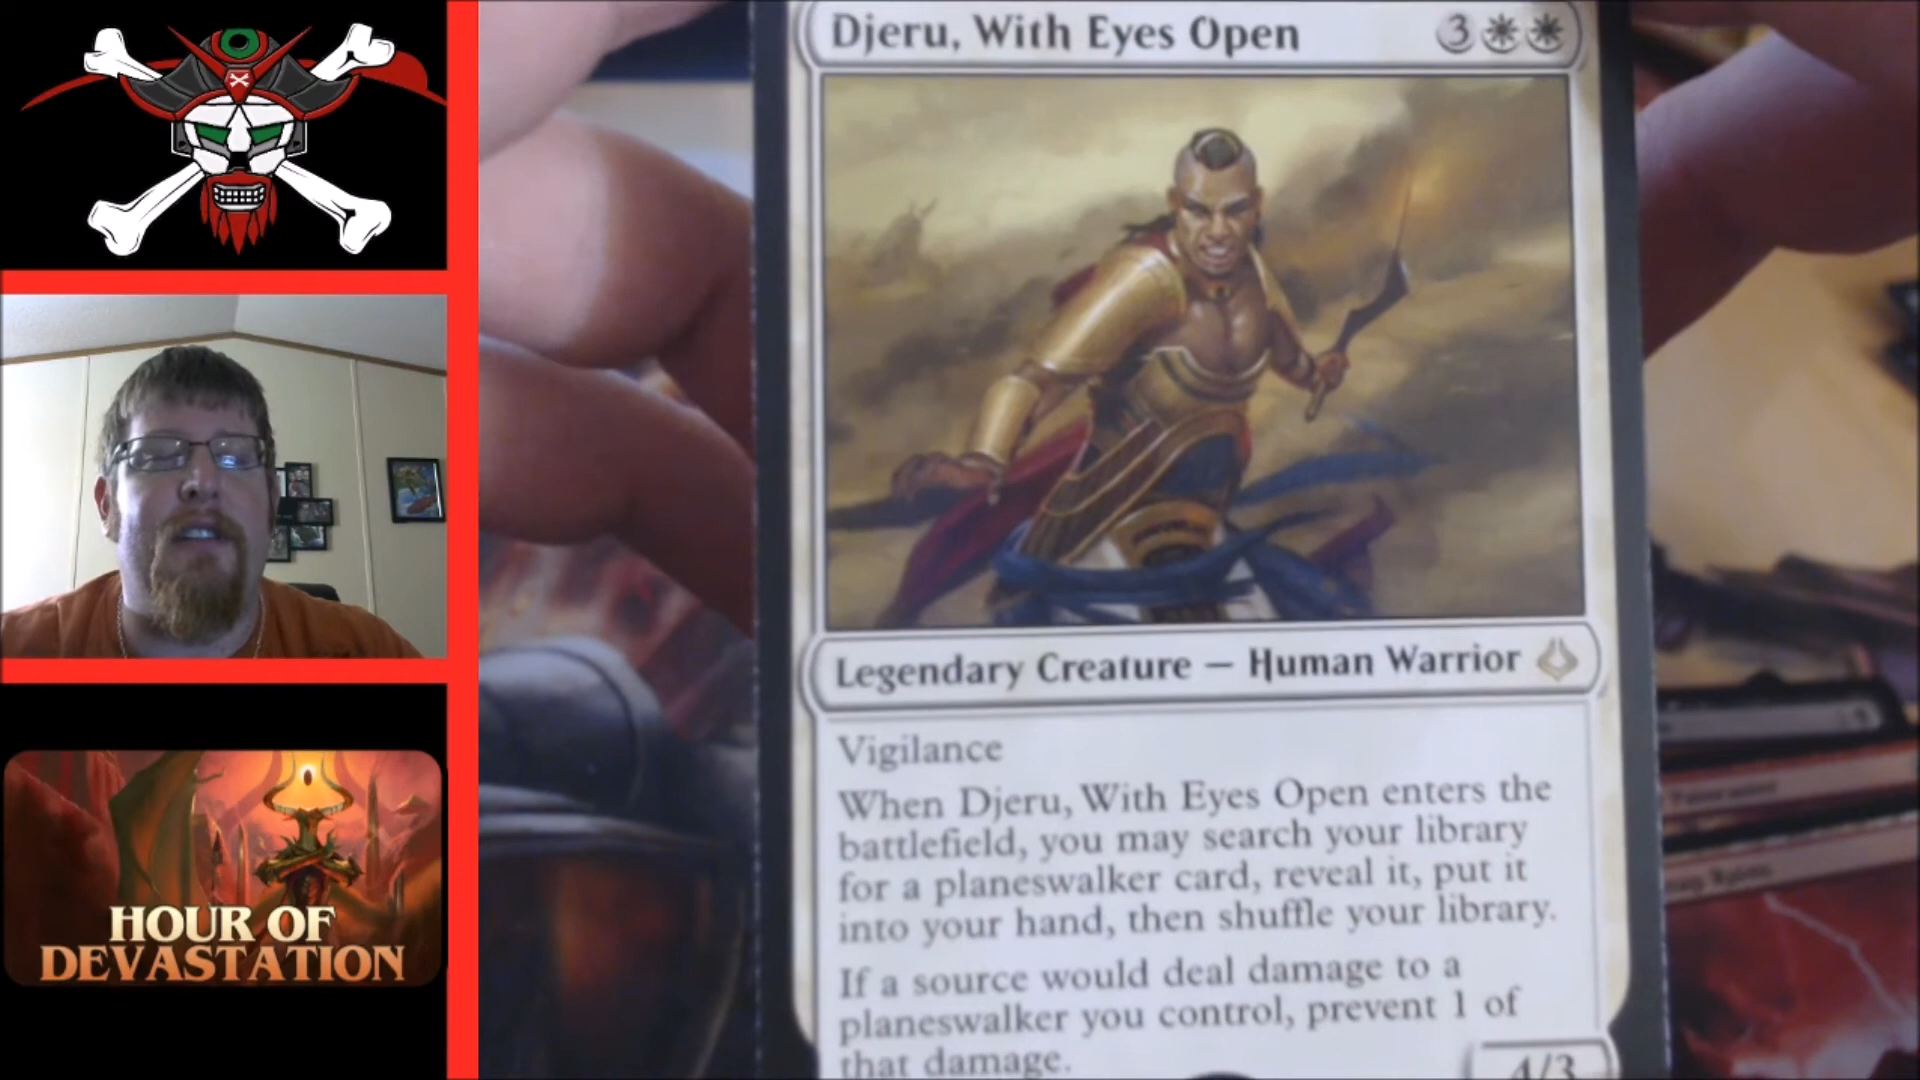 Djeru, With Eyes Open 3
Legendary Creature — Human Warrior
Vigilance
When Djeru, With Eyes Open enters the
battlefield, you may search your library
for a planeswalker card, reveal it, put it
into your hand, then shuffle your library.
If a source would deal damage to a
planeswalker you control, prevent 1 of
that damage.
4/3
HOUR OF
DEVASTATION